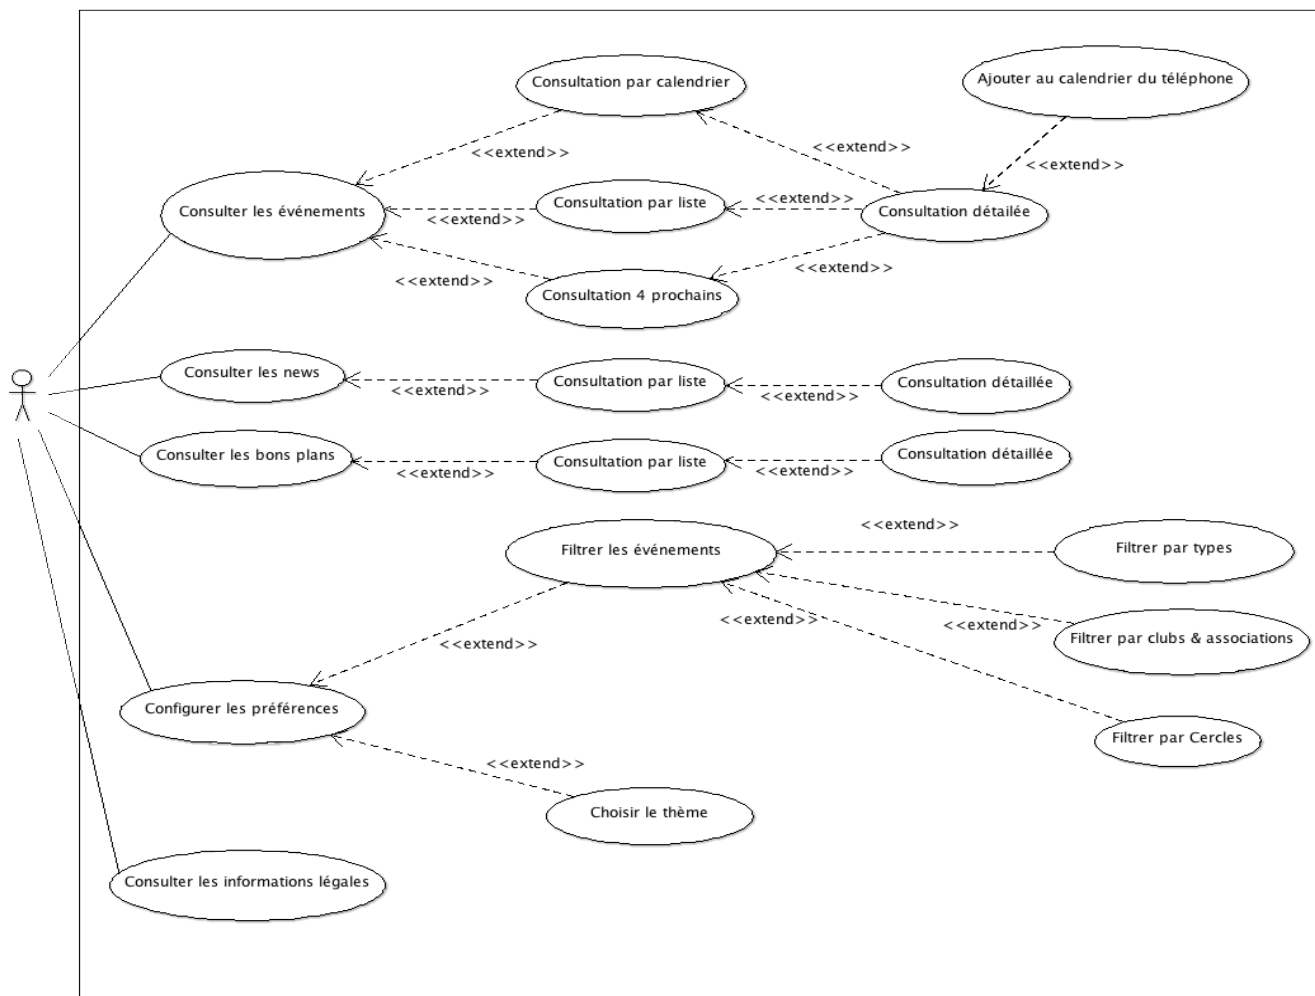 Consultation par calendrier
Ajouter au calendrier du téléphone
<<extend>>
<<extend>>
<<extend>>
Consulter les événements
Consultation par liste
<<extend>>
<<extend>>
Consultation détailée
<<extend>>
<<extend>>
Consultation 4 prochains
Consulter les news
Consultation par liste
Consultation détaillée
<<extend>>
<<extend>>
Consulter les bons plans
Consultation par liste
Consultation détaillée
<<extend>>
<<extend>>
Filtrer les événements
<<extend>>
Filtrer par types
<<extend>>
<<extend>>
Filtrer par clubs & associations
<<extend>>
Configurer les préférences
Filtrer par Cercles
<<extend>>
Choisir le thème
Consulter les informations légales